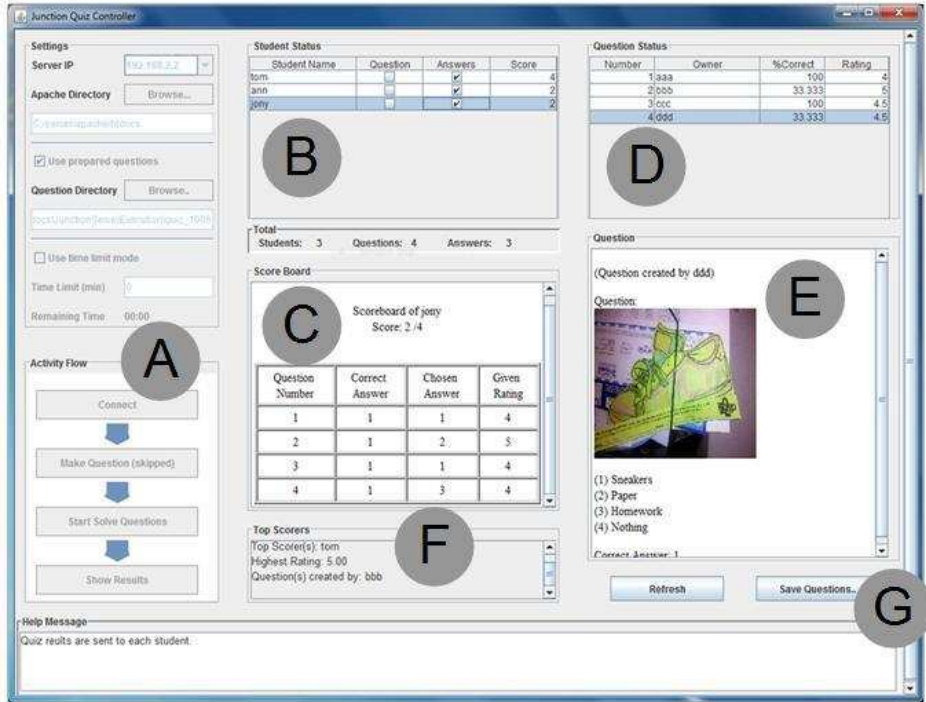 Junction Quiz Controller
Settings
Server IP 192.168.2.2
Apache Directory Browse...
Use prepared questions
Question Directory Browse..
Use time limit mode
Time Limit (min) 0
Remaining Time 00:00
A
Activity Flow
Connect
Make Question (skipped)
Start Solve Questions
Show Results
Student Status
Student Name Question Answers Score
tom 4
ann 2
jony 2
B
Total
Students: 3 Questions: 4 Answers: 3
Score Board
C
Scoreboard of jony
Score: 2 /4
Question Number Correct Answer Chosen Answer Given Rating
1 1 1 4
2 1 2 5
3 1 1 4
4 1 3 4
Top Scorers
Top Scorer(s): tom
Highest Rating: 5.00
Question(s) created by: bbb
F
Question Status
Number Owner %Correct Rating
1 aaa 100 4
2 bbb 33.333 5
3 ccc 100 4.5
4 ddd 33.333 4.5
D
Question
(Question created by ddd)
E
Question:
(1) Sneakers
(2) Paper
(3) Homework
(4) Nothing
Correct Answer: 1
Refresh Save Questions..
G
Help Message
Quiz reults are sent to each student.